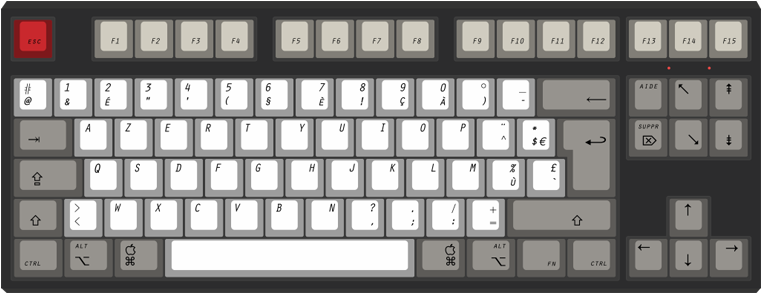 ESC F1 F2 F3 F4 F5 F6 F7 F8 F9 F10 F11 F12 F13 F14 F15
# 1 2 3 4 5 6 7 8 9 0 ° _ ← AIDE ↖ ⇞
@ & É " ' ( § È ! Ç À ) -
⇥ A Z E R T Y U I O P ¨ * ↩ SUPPR ↘ ⇟
^ $€ ⌦
⇪ Q S D F G H J K L M % £
Ù `
⇧ > W X C V B N ? . / + ⇧ ↑
< , ; : =
CTRL ALT ⌥ ⌘ ⌘ ALT ⌥ FN CTRL ← ↓ →